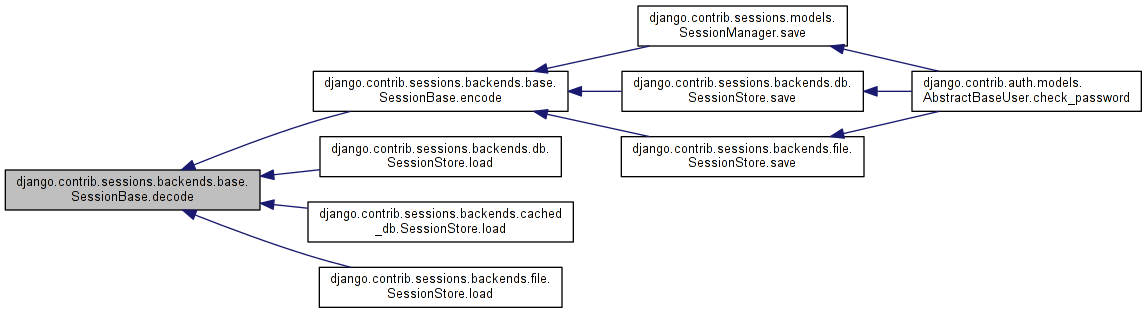 django.contrib.sessions.models.
SessionManager.save
django.contrib.sessions.backends.base.
SessionBase.encode
django.contrib.sessions.backends.db.
SessionStore.save
django.contrib.auth.models.
AbstractBaseUser.check_password
django.contrib.sessions.backends.db.
SessionStore.load
django.contrib.sessions.backends.file.
SessionStore.save
django.contrib.sessions.backends.base.
SessionBase.decode
django.contrib.sessions.backends.cached
_db.SessionStore.load
django.contrib.sessions.backends.file.
SessionStore.load